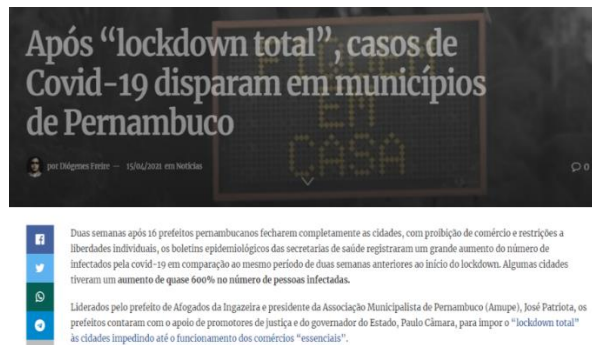 Após “lockdown total”, casos de
Covid-19 disparam em municípios
de Pernambuco
FIQUEM
EM
CASA
por Diógenes Freire — 15/04/2021 em Notícias
0
Duas semanas após 16 prefeitos pernambucanos fecharem completamente as cidades, com proibição de comércio e restrições a
liberdades individuais, os boletins epidemiológicos das secretarias de saúde registraram um grande aumento do número de
infectados pela covid-19 em comparação ao mesmo período de duas semanas anteriores ao início do lockdown. Algumas cidades
tiveram um aumento de quase 600% no número de pessoas infectadas.
Liderados pelo prefeito de Afogados da Ingazeira e presidente da Associação Municipalista de Pernambuco (Amupe), José Patriota, os
prefeitos contaram com o apoio de promotores de justiça e do governador do Estado, Paulo Câmara, para impor o “lockdown total”
às cidades impedindo até o funcionamento dos comércios “essenciais”.